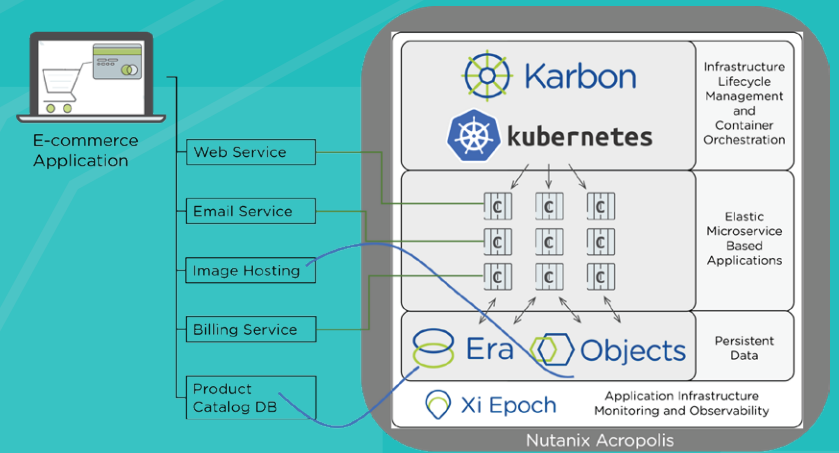 E-commerce
Application
Web Service
Email Service
Image Hosting
Billing Service
Product
Catalog DB
Karbon
kubernetes
Infrastructure
Lifecycle
Management
and
Container
Orchestration
C C C
C C C
C C C
Elastic
Microservice
Based
Applications
Era
Objects
Persistent
Data
Xi Epoch
Application Infrastructure
Monitoring and Observability
Nutanix Acropolis